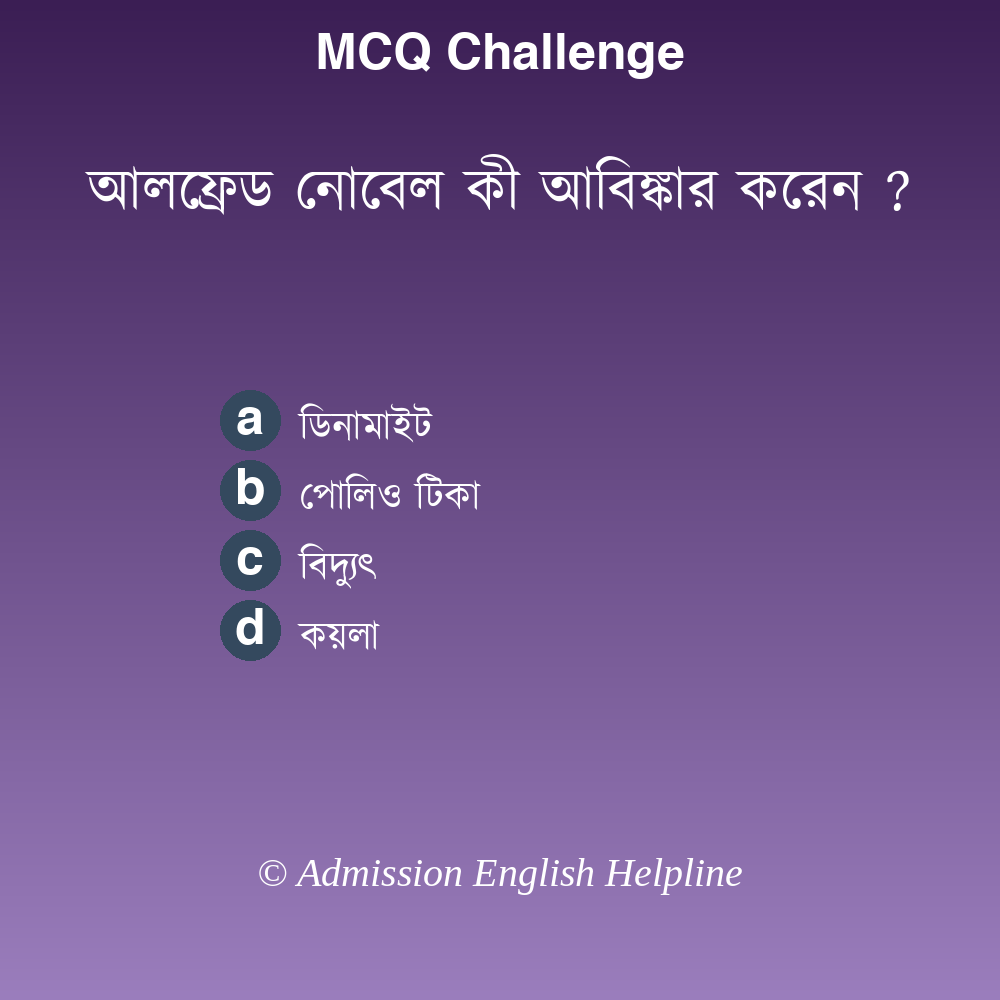 MCQ Challenge
আলফ্রেড নোবেল কী আবিষ্কার করেন ?
a ডিনামাইট
b পোলিও টিকা
c বিদ্যুৎ
d কয়লা
© Admission English Helpline